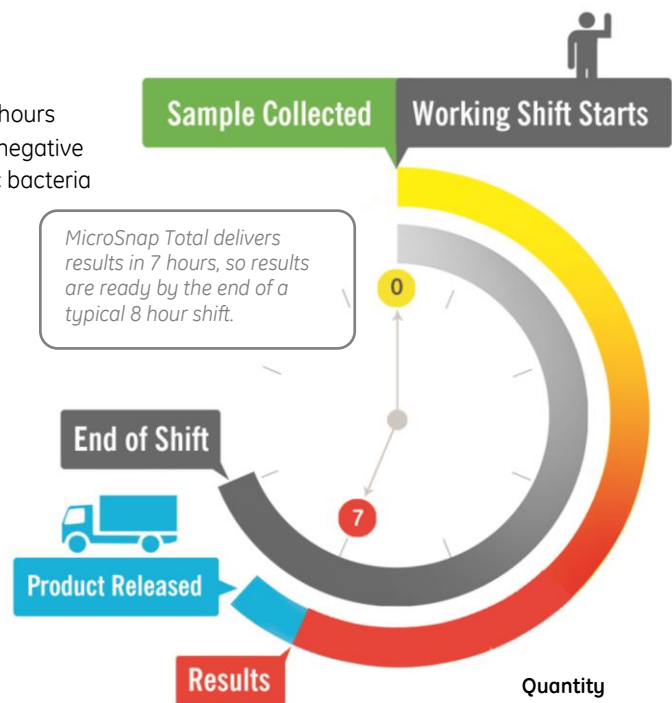 Working Shift Starts
Sample Collected
hours
negative
bacteria
MicroSnap Total delivers
results in 7 hours, so results
are ready by the end of a
typical 8 hour shift.
0
End of Shift
7
Product Released
Results
Quantity